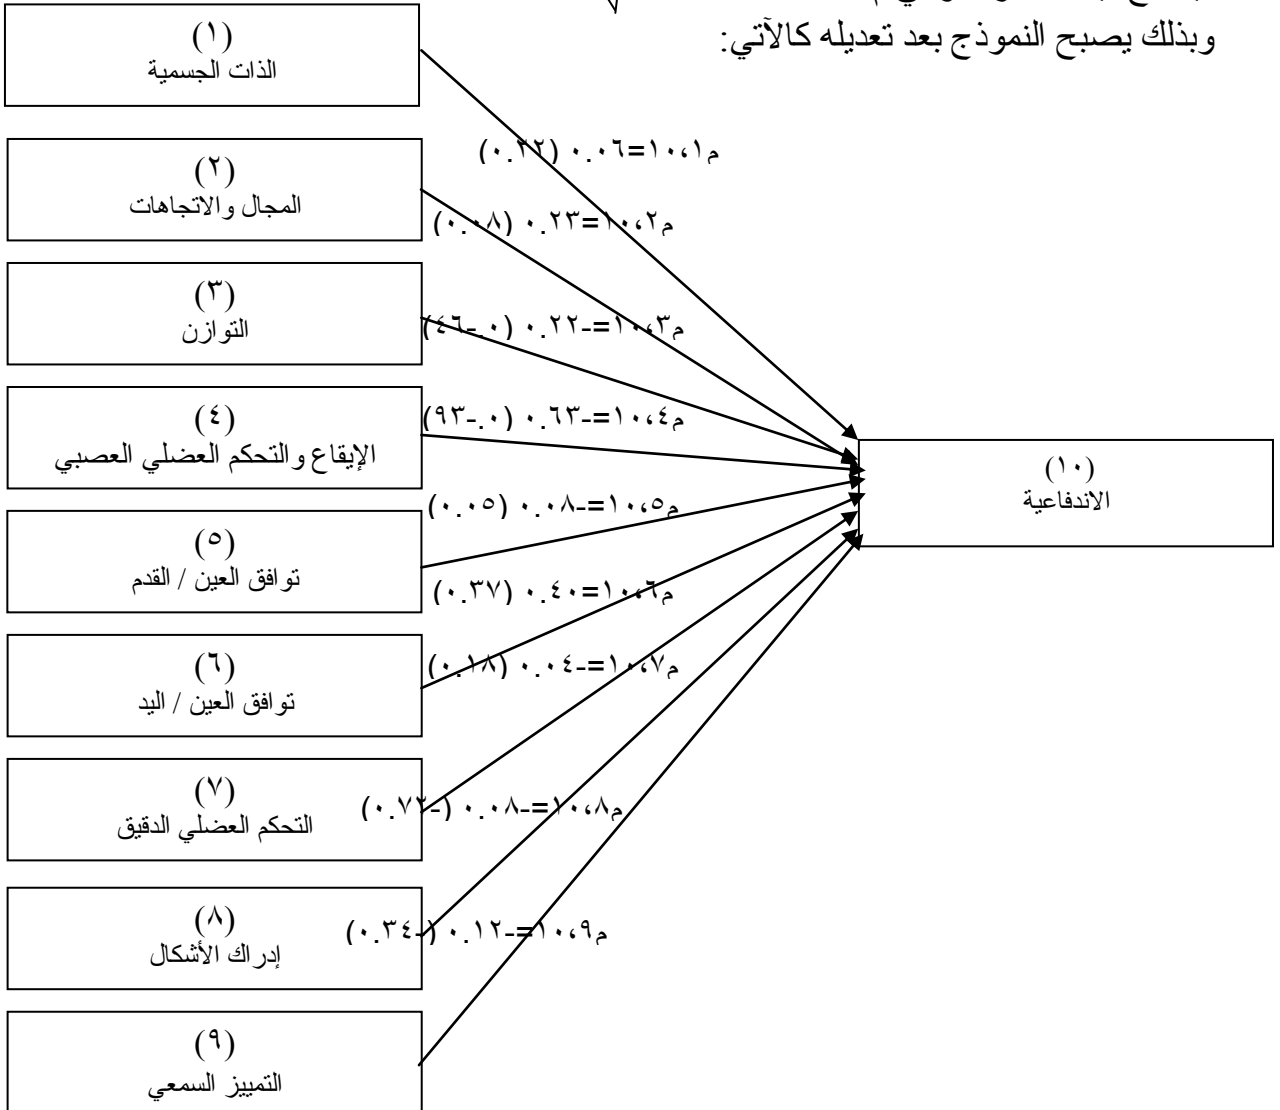 وبذلك يصبح النموذج بعد تعديله كالآتي:
(١)
الذات الجسمية
م١٠،١=٠.٠٦ (٠.٢٢)
(٢)
المجال والاتجاهات
م١٠،٢=٠.٢٣ (٠.٠٨)
(٣)
التوازن
م١٠،٣=-٠.٢٢ (٠.-٤٦)
(٤)
الإيقاع والتحكم العضلي العصبي
م١٠،٤=-٠.٦٣ (٠.-٩٣)
(١٠)
الاندفاعية
(٥)
توافق العين / القدم
م١٠،٥=-٠.٠٨ (٠.٠٥)
(٦)
توافق العين / اليد
م١٠،٦=٠.٤٠ (٠.٣٧)
م١٠،٧=-٠.٠٤ (٠.١٨)
(٧)
التحكم العضلي الدقيق
م١٠،٨=-٠.٠٨ (-٠.٧٢)
(٨)
إدراك الأشكال
م١٠،٩=-٠.١٢ (-٠.٣٤)
(٩)
التمييز السمعي